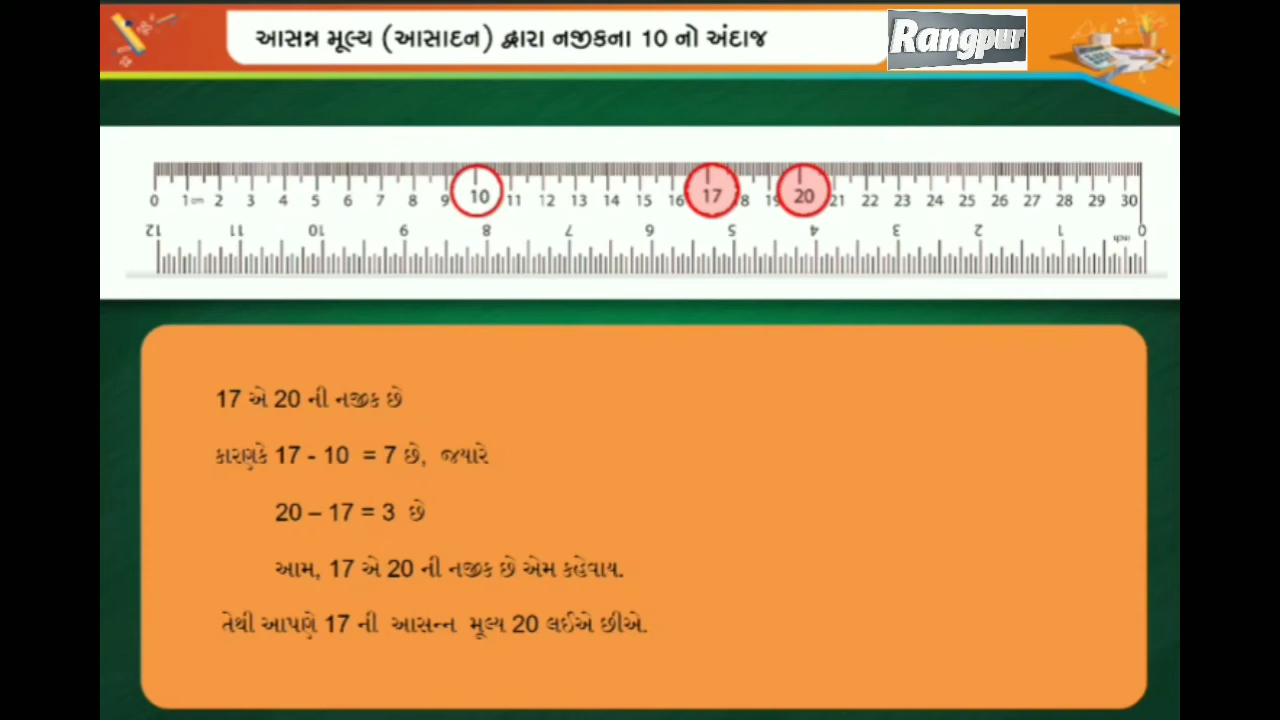 આસન્ન મૂલ્ય (આસાદન) દ્વારા નજીકના 10 નો અંદાજ
Rangpur
0 1cm 2 3 4 5 6 7 8 9 10 11 12 13 14 15 16 17 18 19 20 21 22 23 24 25 26 27 28 29 30
12 11 10 9 8 7 6 5 4 3 2 1 0
17 એ 20 ની નજીક છે
કારણકે 17 - 10 = 7 છે, જયારે
20 – 17 = 3 છે
આમ, 17 એ 20 ની નજીક છે એમ કહેવાય.
તેથી આપણે 17 ની આસન્ન મૂલ્ય 20 લઈએ છીએ.